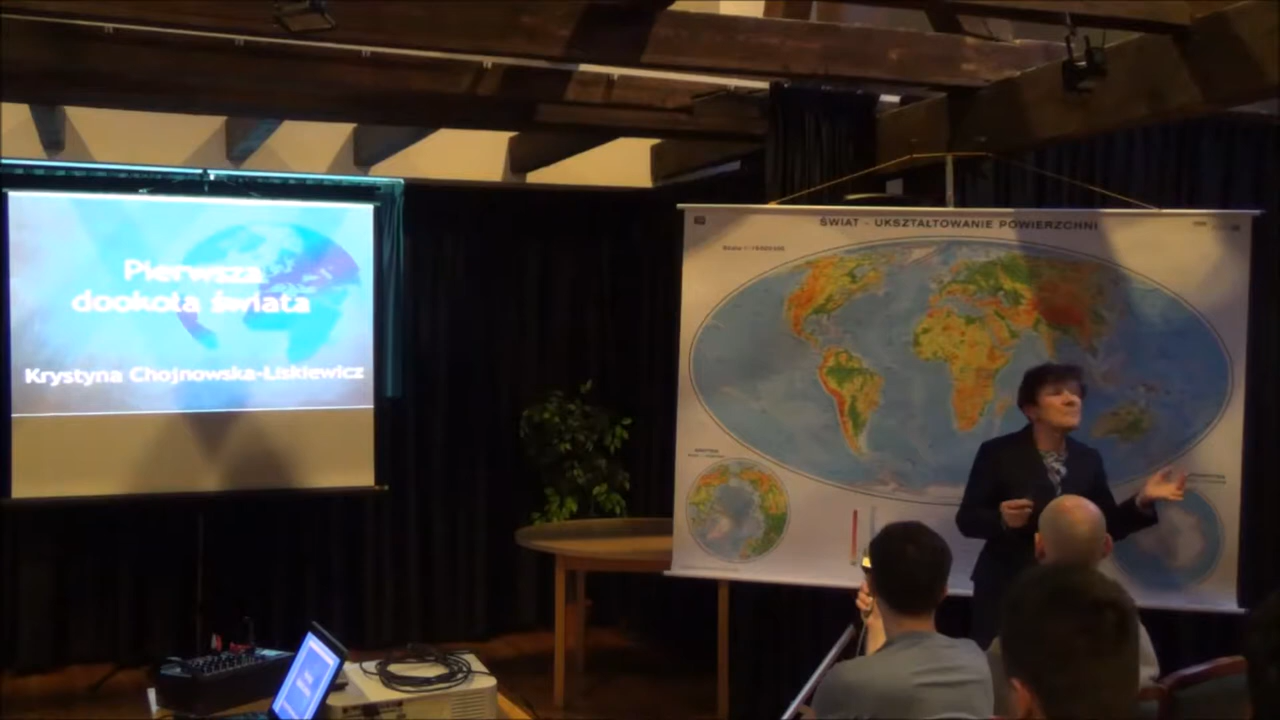 Pierwsza
dookoła świata
Krystyna Chojnowska-Liskiewicz
ŚWIAT - UKSZTAŁTOWANIE POWIERZCHNI